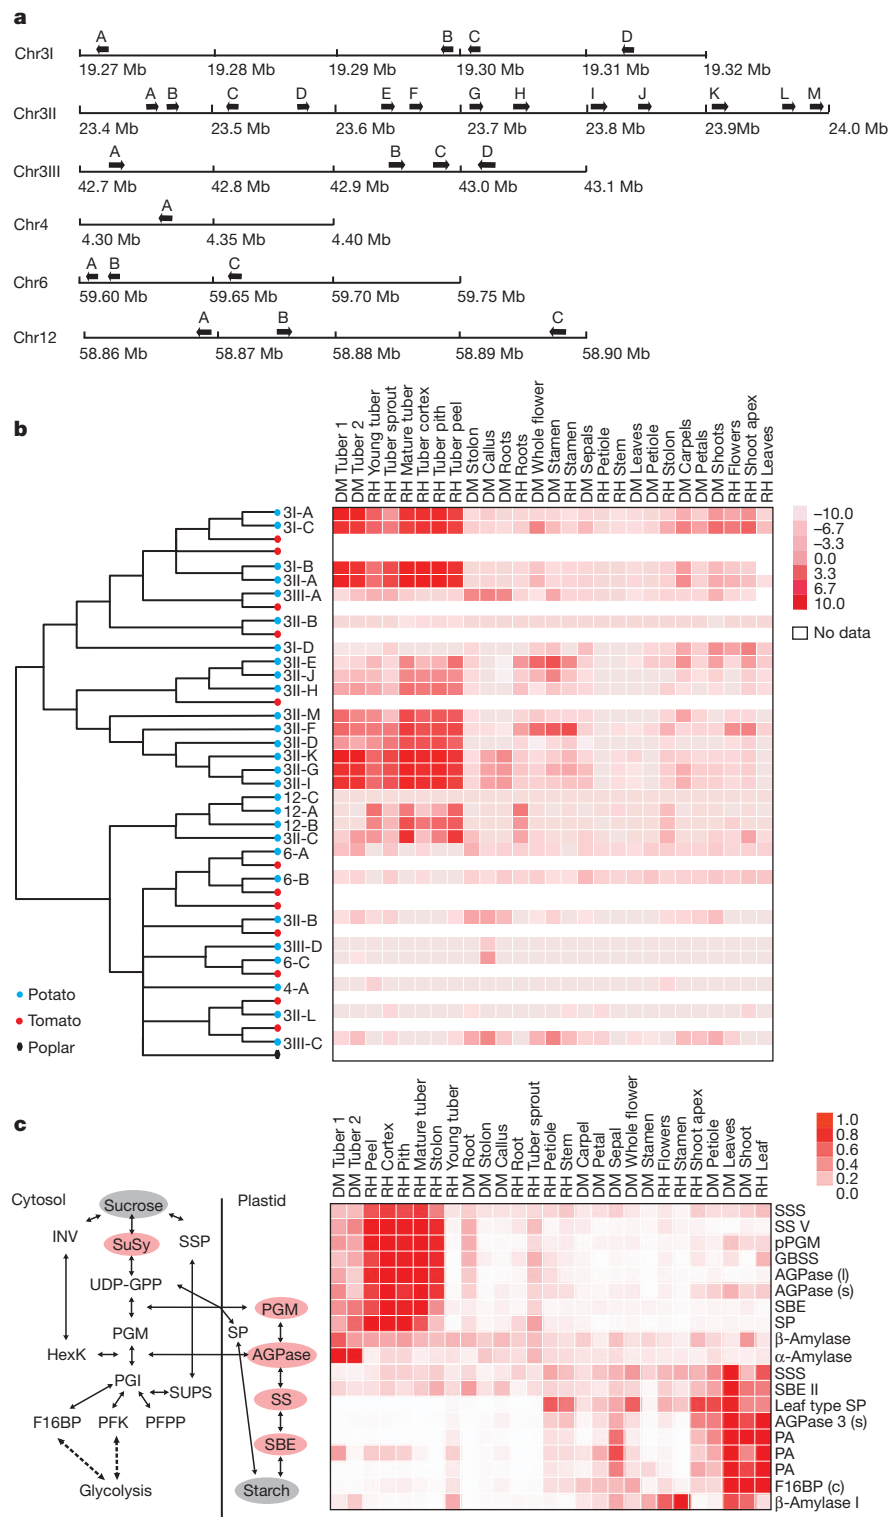 a
A B C D
Chr3I
19.27 Mb 19.28 Mb 19.29 Mb 19.30 Mb 19.31 Mb 19.32 Mb
A B C D E F G H I J K L M
Chr3II
23.4 Mb 23.5 Mb 23.6 Mb 23.7 Mb 23.8 Mb 23.9Mb 24.0 Mb
A B C D
Chr3III
42.7 Mb 42.8 Mb 42.9 Mb 43.0 Mb 43.1 Mb
A
Chr4
4.30 Mb 4.35 Mb 4.40 Mb
A B C
Chr6
59.60 Mb 59.65 Mb 59.70 Mb 59.75 Mb
A B C
Chr12
58.86 Mb 58.87 Mb 58.88 Mb 58.89 Mb 58.90 Mb
b
DM Tuber 1
DM Tuber 2
RH Young tuber
RH Tuber sprout
RH Mature tuber
RH Tuber cortex
RH Tuber pith
RH Tuber peel
DM Stolon
DM Callus
DM Roots
RH Roots
DM Whole flower
DM Stamen
RH Stamen
DM Sepals
RH Petiole
RH Stem
DM Leaves
DM Petiole
RH Stolon
DM Carpels
DM Petals
DM Shoots
RH Flowers
RH Shoot apex
RH Leaves
3I-A
3I-C
3I-B
3II-A
3III-A
3II-B
3I-D
3II-E
3II-J
3II-H
3II-M
3II-F
3II-D
3II-K
3II-G
3II-I
12-C
12-A
12-B
3II-C
6-A
6-B
3II-B
3III-D
6-C
4-A
3II-L
3III-C
–10.0
–6.7
–3.3
0.0
3.3
6.7
10.0
No data
Potato
Tomato
Poplar
c
DM Tuber 1
DM Tuber 2
RH Peel
RH Cortex
RH Pith
RH Mature tuber
RH Stolon
RH Young tuber
DM Root
DM Stolon
DM Callus
RH Root
RH Tuber sprout
RH Petiole
RH Stem
DM Carpel
DM Petal
DM Sepal
DM Whole flower
DM Stamen
RH Flowers
RH Stamen
RH Shoot apex
DM Petiole
DM Leaves
DM Shoot
RH Leaf
1.0
0.8
0.6
0.4
0.2
0.0
Cytosol
Plastid
Sucrose
INV
SuSy
SSP
UDP-GPP
PGM
PGM
SP
HexK
AGPase
PGI
SUPS
SS
F16BP PFK PFPP
SBE
Glycolysis
Starch
SSS
SS V
pPGM
GBSS
AGPase (l)
AGPase (s)
SBE
SP
β-Amylase
α-Amylase
SSS
SBE II
Leaf type SP
AGPase 3 (s)
PA
PA
PA
F16BP (c)
β-Amylase I